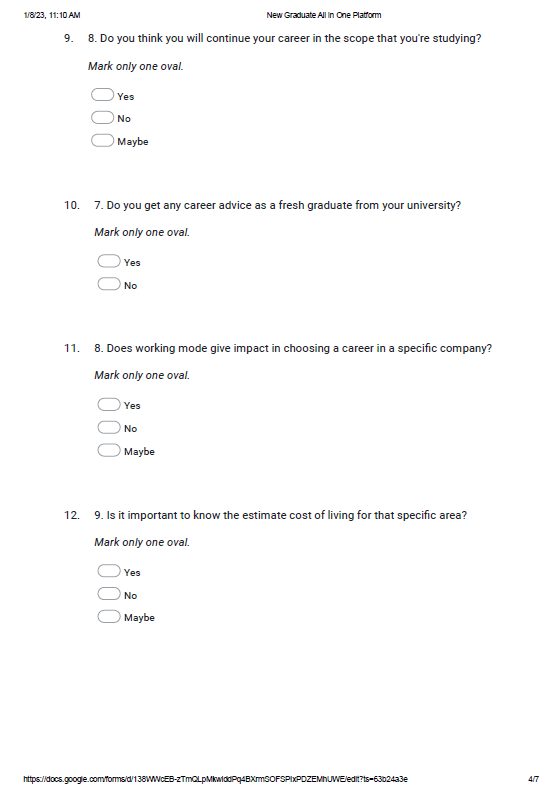 1/8/23, 11:10 AM New Graduate All In One Platform
9. 8. Do you think you will continue your career in the scope that you're studying?
Mark only one oval.
Yes
No
Maybe
10. 7. Do you get any career advice as a fresh graduate from your university?
Mark only one oval.
Yes
No
11. 8. Does working mode give impact in choosing a career in a specific company?
Mark only one oval.
Yes
No
Maybe
12. 9. Is it important to know the estimate cost of living for that specific area?
Mark only one oval.
Yes
No
Maybe
https://docs.google.com/forms/d/138WWcEB-zTmQLpMkwiddPq4BXrmSOFSPIxPDZEMhUWE/edit?ts=63b24a3e 4/7